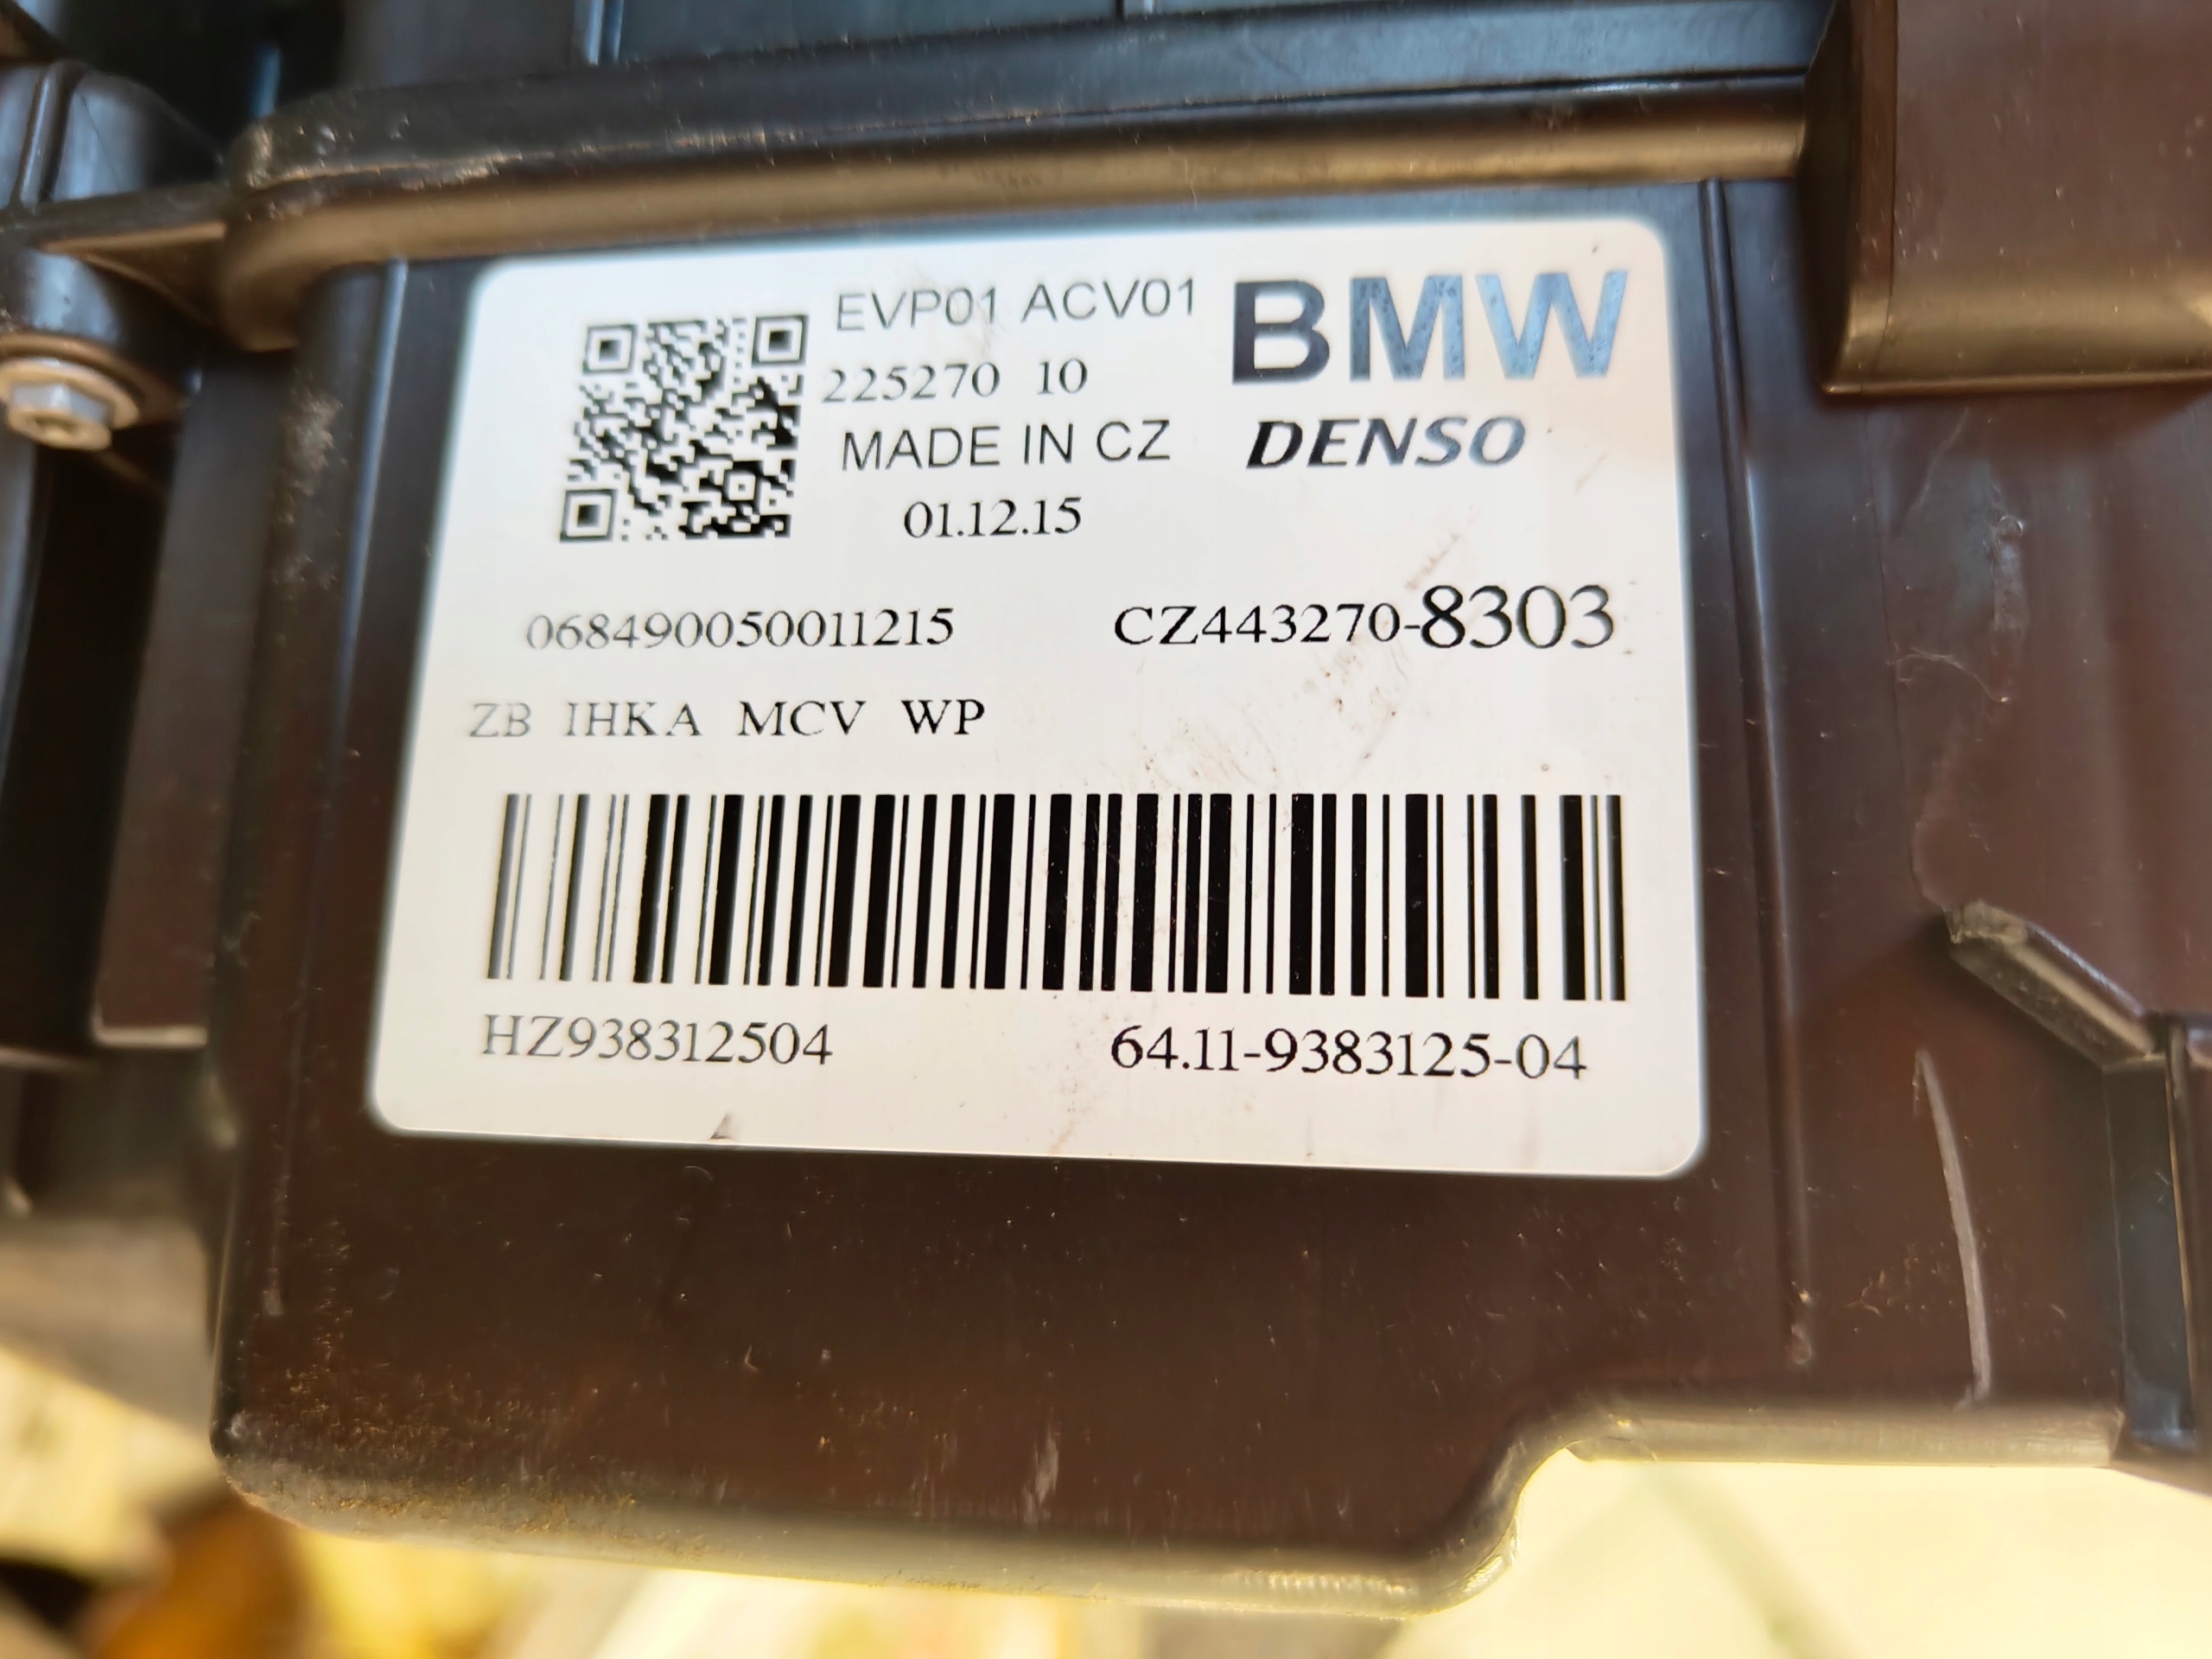 EVP01 ACV01
BMW
225270 10
MADE IN CZ
DENSO
01.12.15
068490050011215
CZ443270-8303
ZB IHKA MCV WP
HZ938312504
64.11-9383125-04